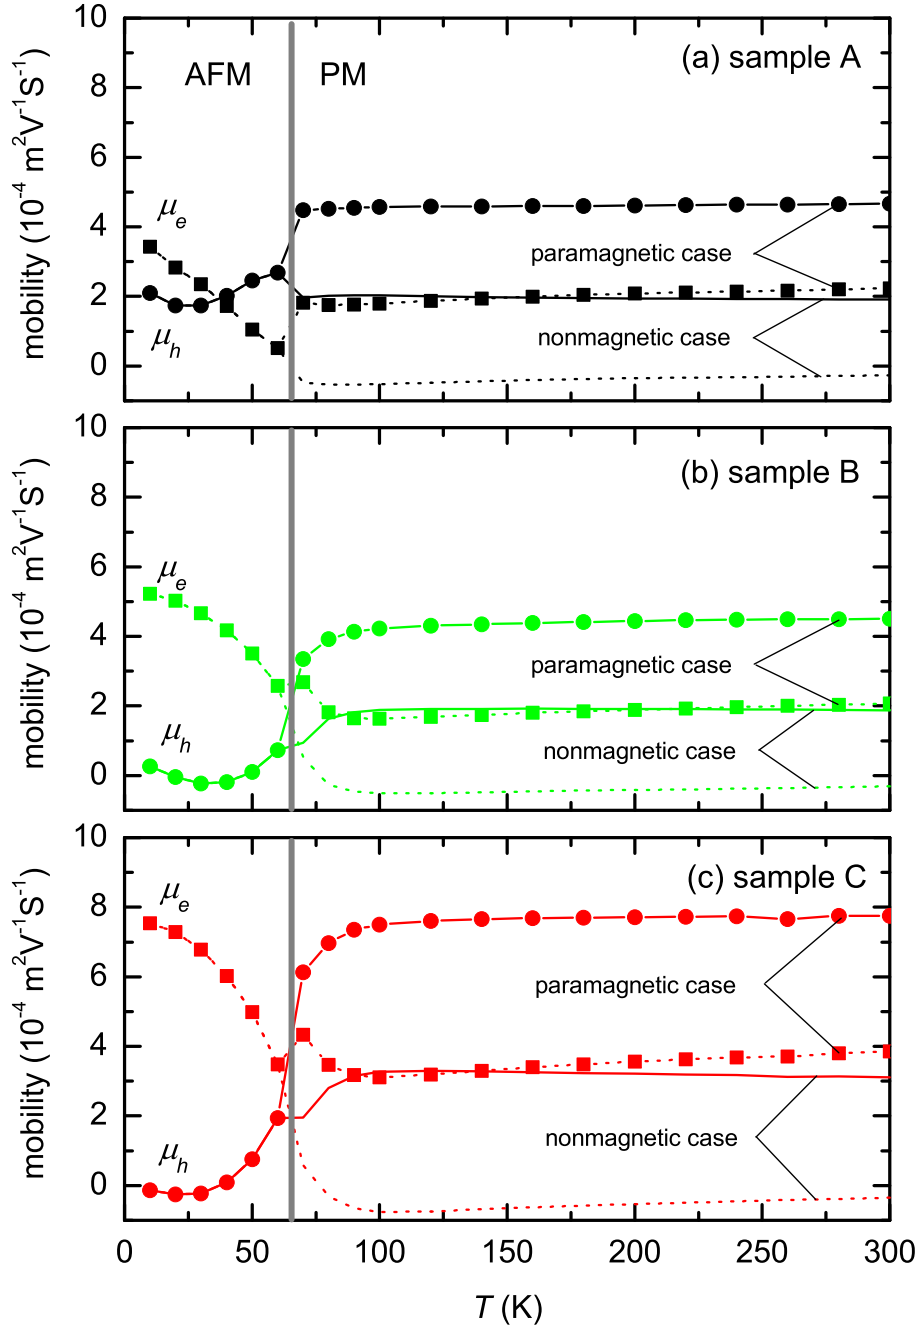 10
8
6
4
2
0
mobility (10⁻⁴ m²V⁻¹S⁻¹)
AFM
PM
(a) sample A
μe
μh
paramagnetic case
nonmagnetic case
10
8
6
4
2
0
mobility (10⁻⁴ m²V⁻¹S⁻¹)
(b) sample B
μe
μh
paramagnetic case
nonmagnetic case
10
8
6
4
2
0
mobility (10⁻⁴ m²V⁻¹S⁻¹)
(c) sample C
μe
μh
paramagnetic case
nonmagnetic case
0 50 100 150 200 250 300
T (K)